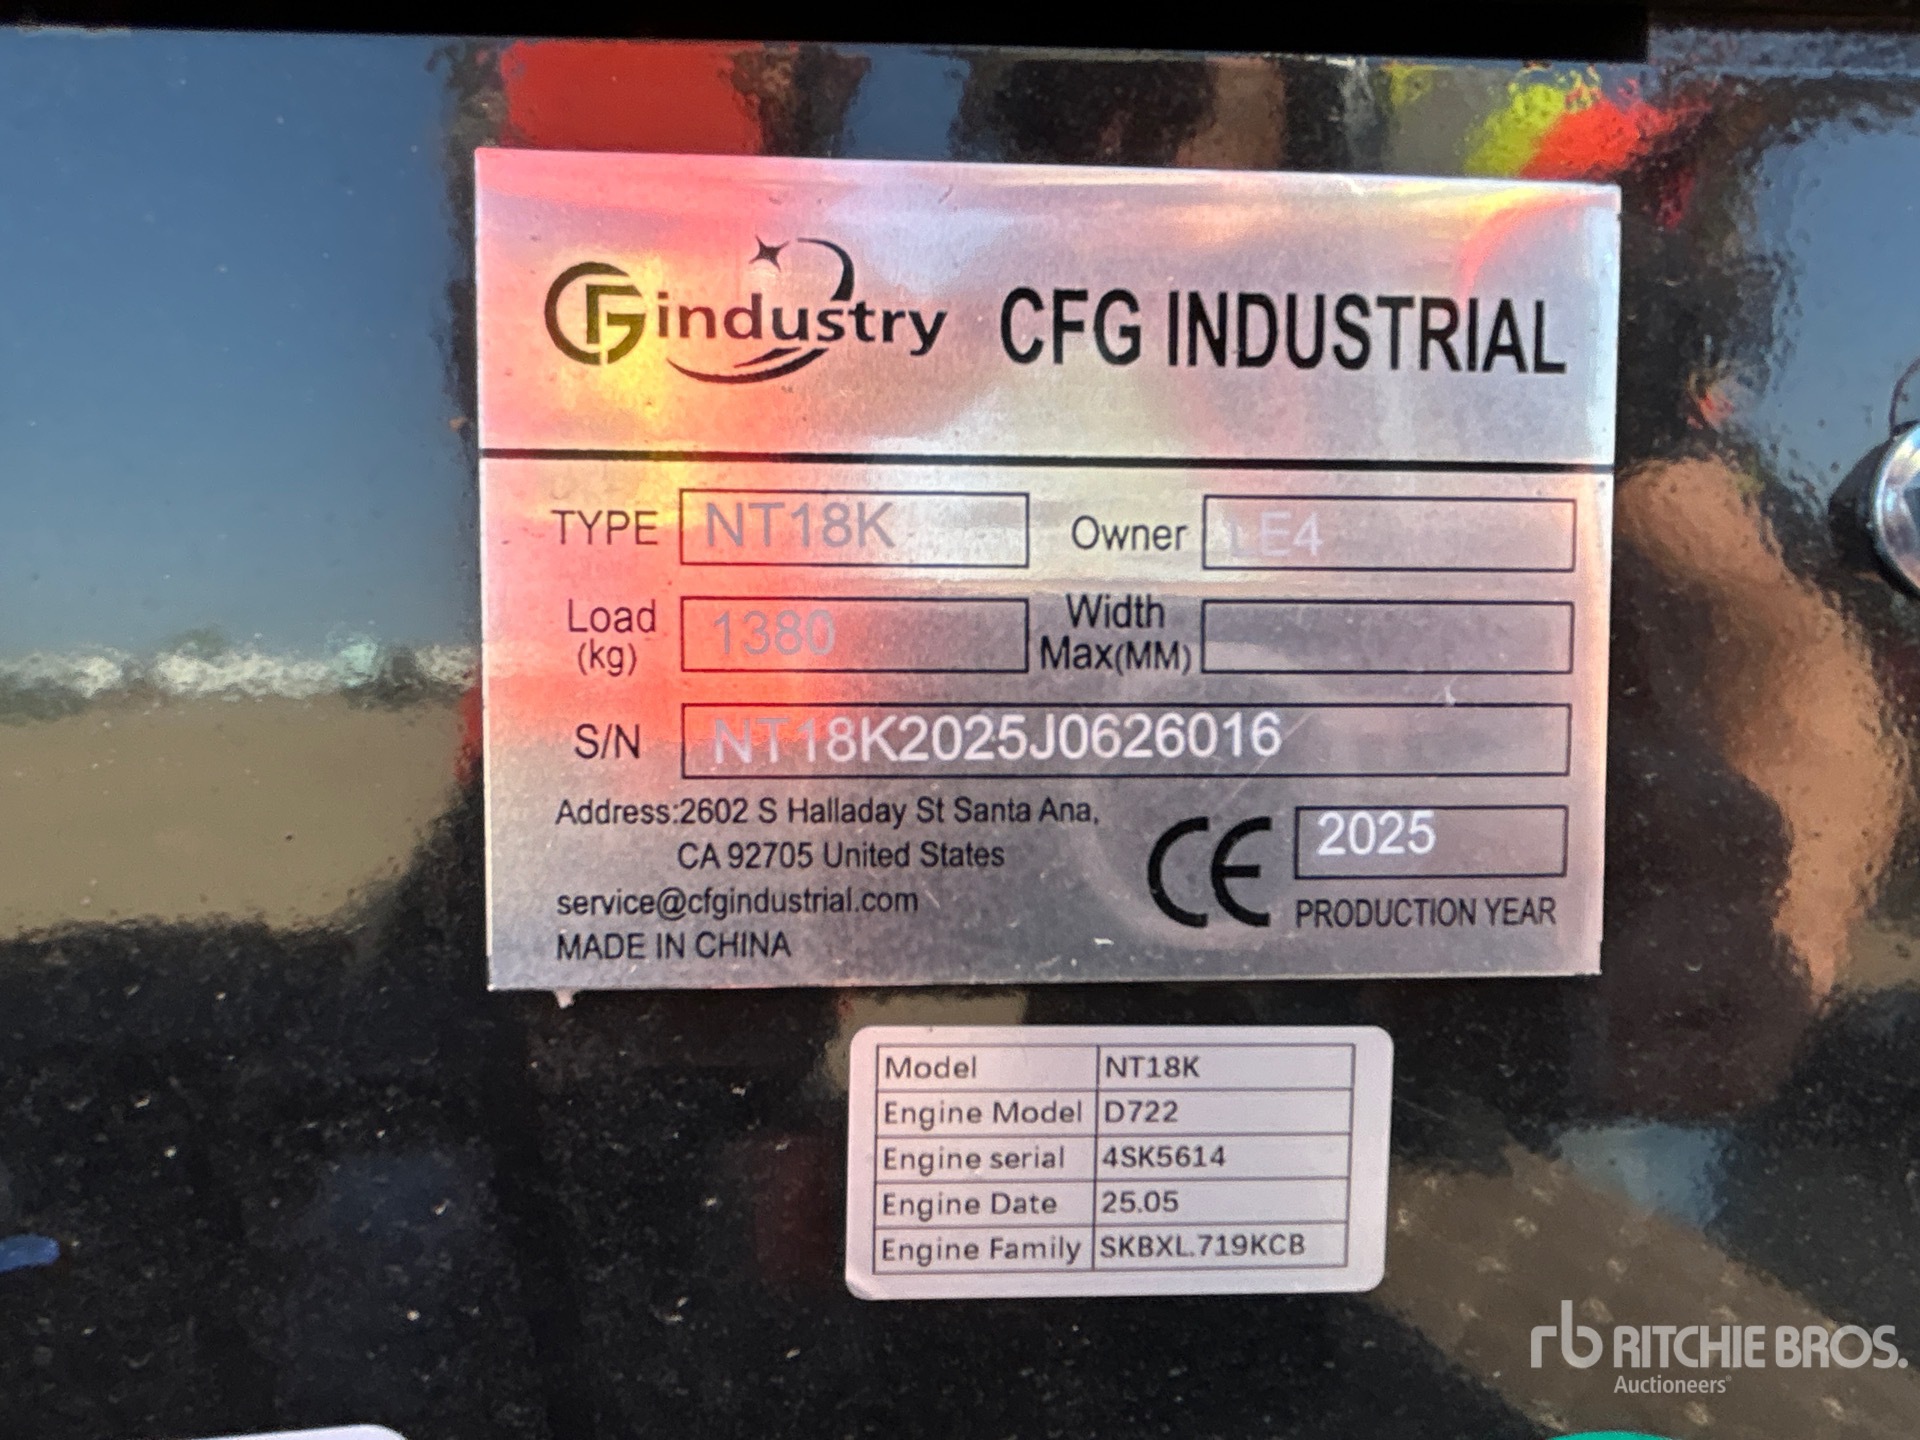 CFG industry CFG INDUSTRIAL
TYPE NT18K Owner LE4
Load (kg) 1380 Width Max(MM)
S/N NT18K2025J0626016
Address:2602 S Halladay St Santa Ana,
CA 92705 United States
service@cfgindustrial.com
MADE IN CHINA
CE 2025
PRODUCTION YEAR
Model NT18K
Engine Model D722
Engine serial 4SK5614
Engine Date 25.05
Engine Family SKBXL.719KCB
rb RITCHIE BROS.
Auctioneers